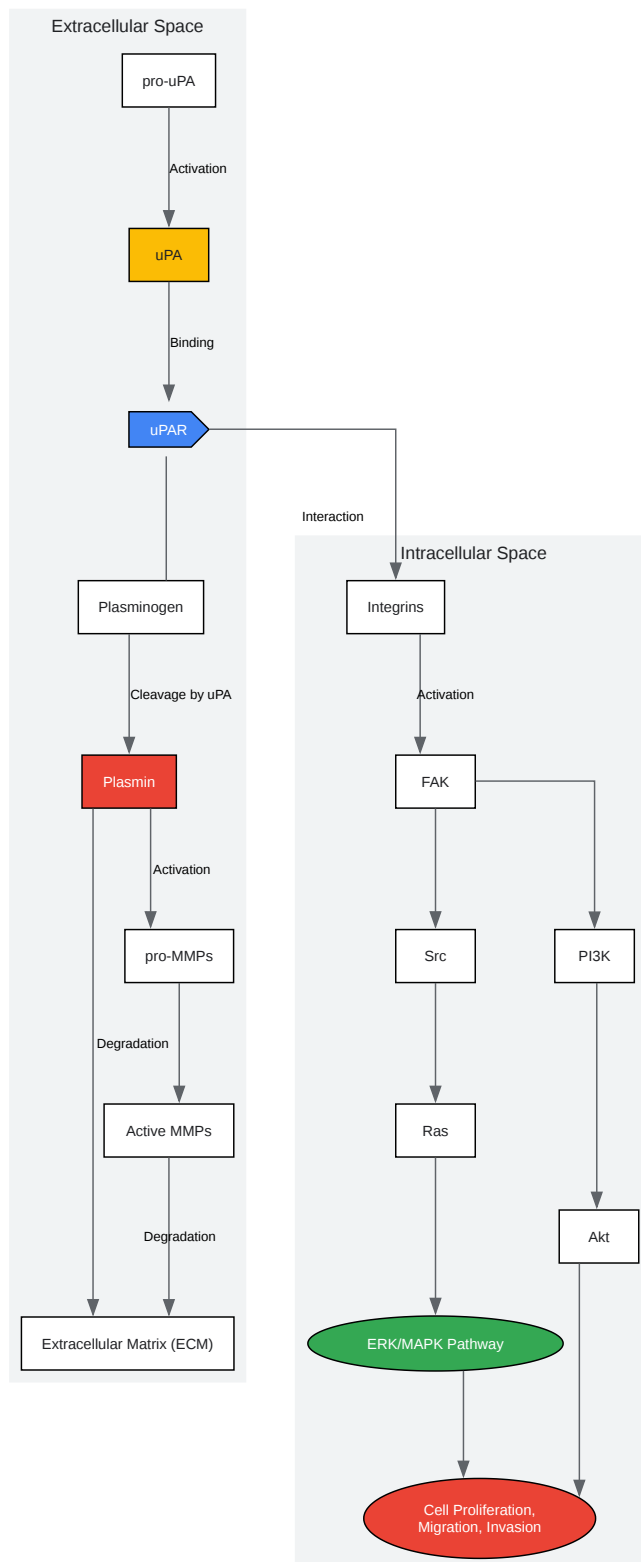 Extracellular Space
pro-uPA
Activation
uPA
Binding
uPAR
Interaction
Intracellular Space
Plasminogen
Integrins
Cleavage by uPA
Activation
Plasmin
FAK
Activation
pro-MMPs
Src
PI3K
Degradation
Active MMPs
Ras
Degradation
Akt
Extracellular Matrix (ECM)
ERK/MAPK Pathway
Cell Proliferation,
Migration, Invasion